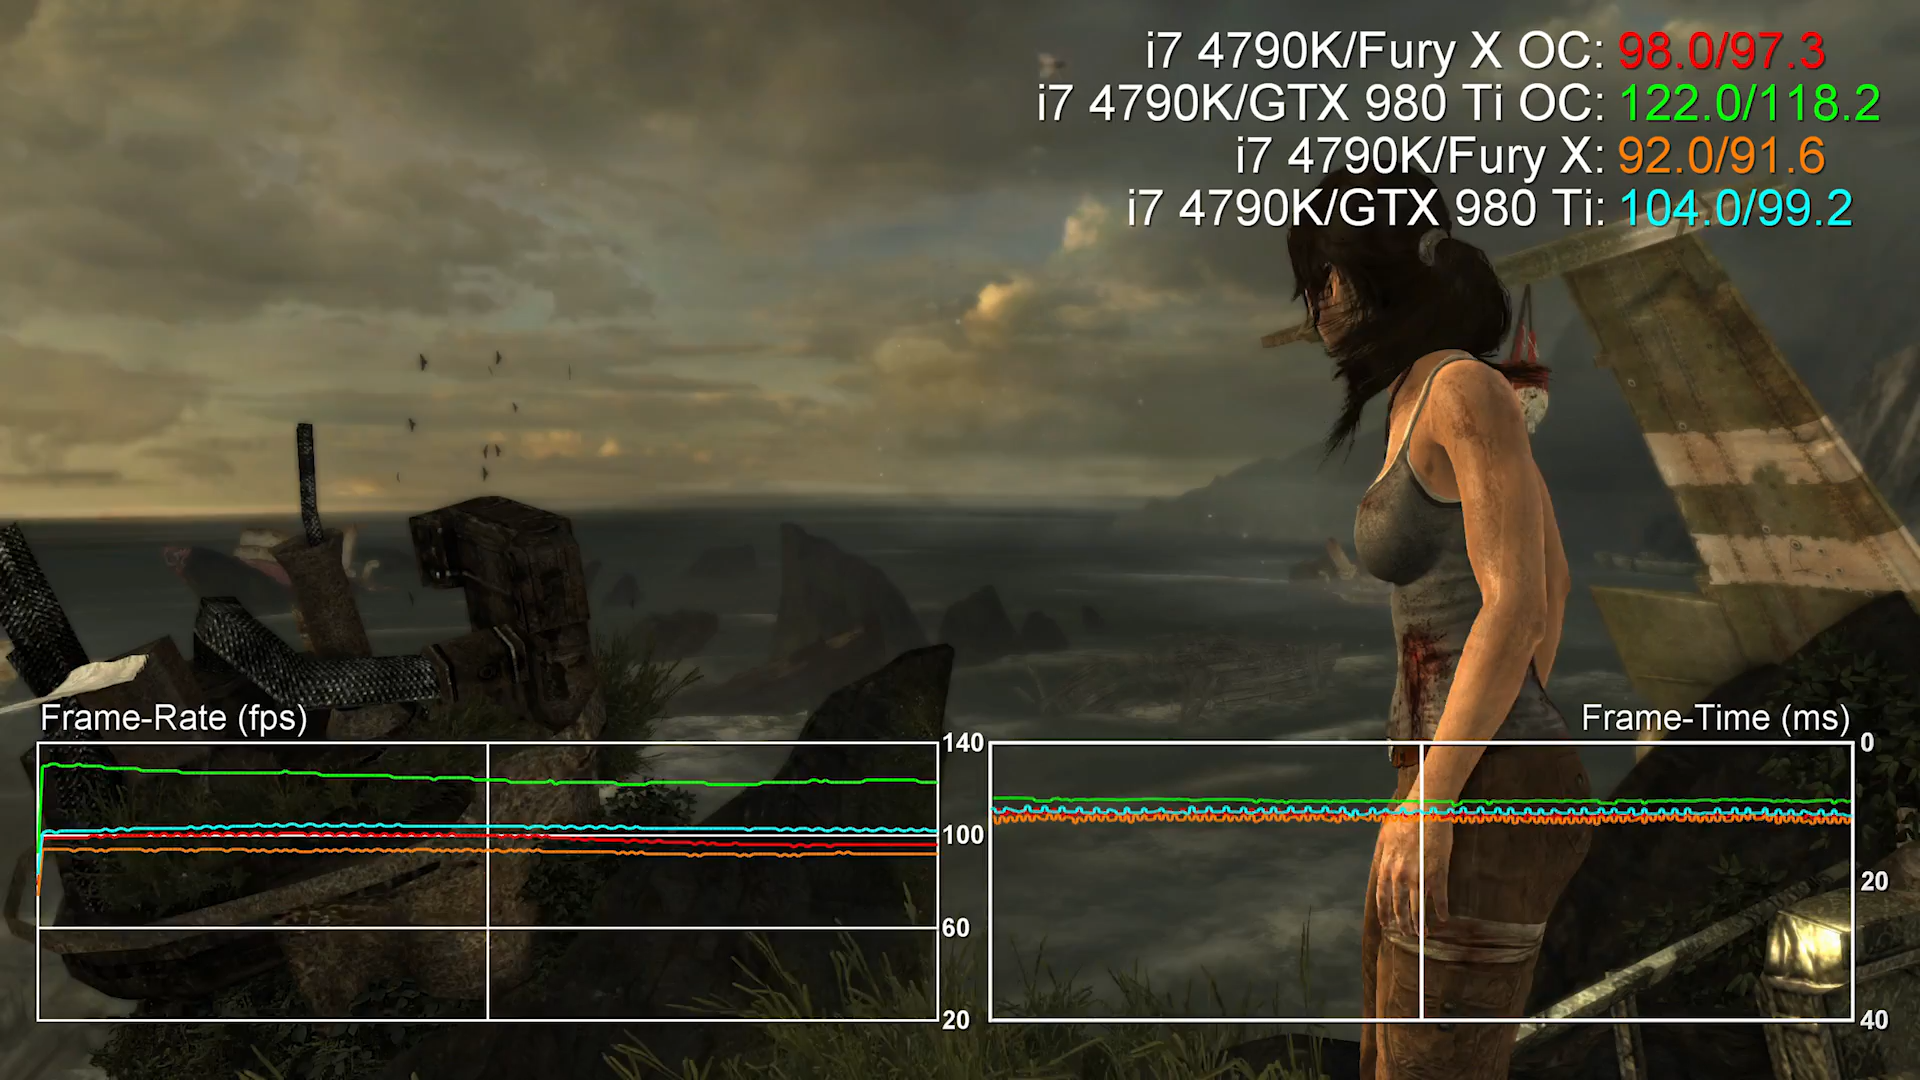 i7 4790K/Fury X OC: 98.0/97.3
i7 4790K/GTX 980 Ti OC: 122.0/118.2
i7 4790K/Fury X: 92.0/91.6
i7 4790K/GTX 980 Ti: 104.0/99.2
Frame-Rate (fps)
140
100
60
20
Frame-Time (ms)
0
20
40